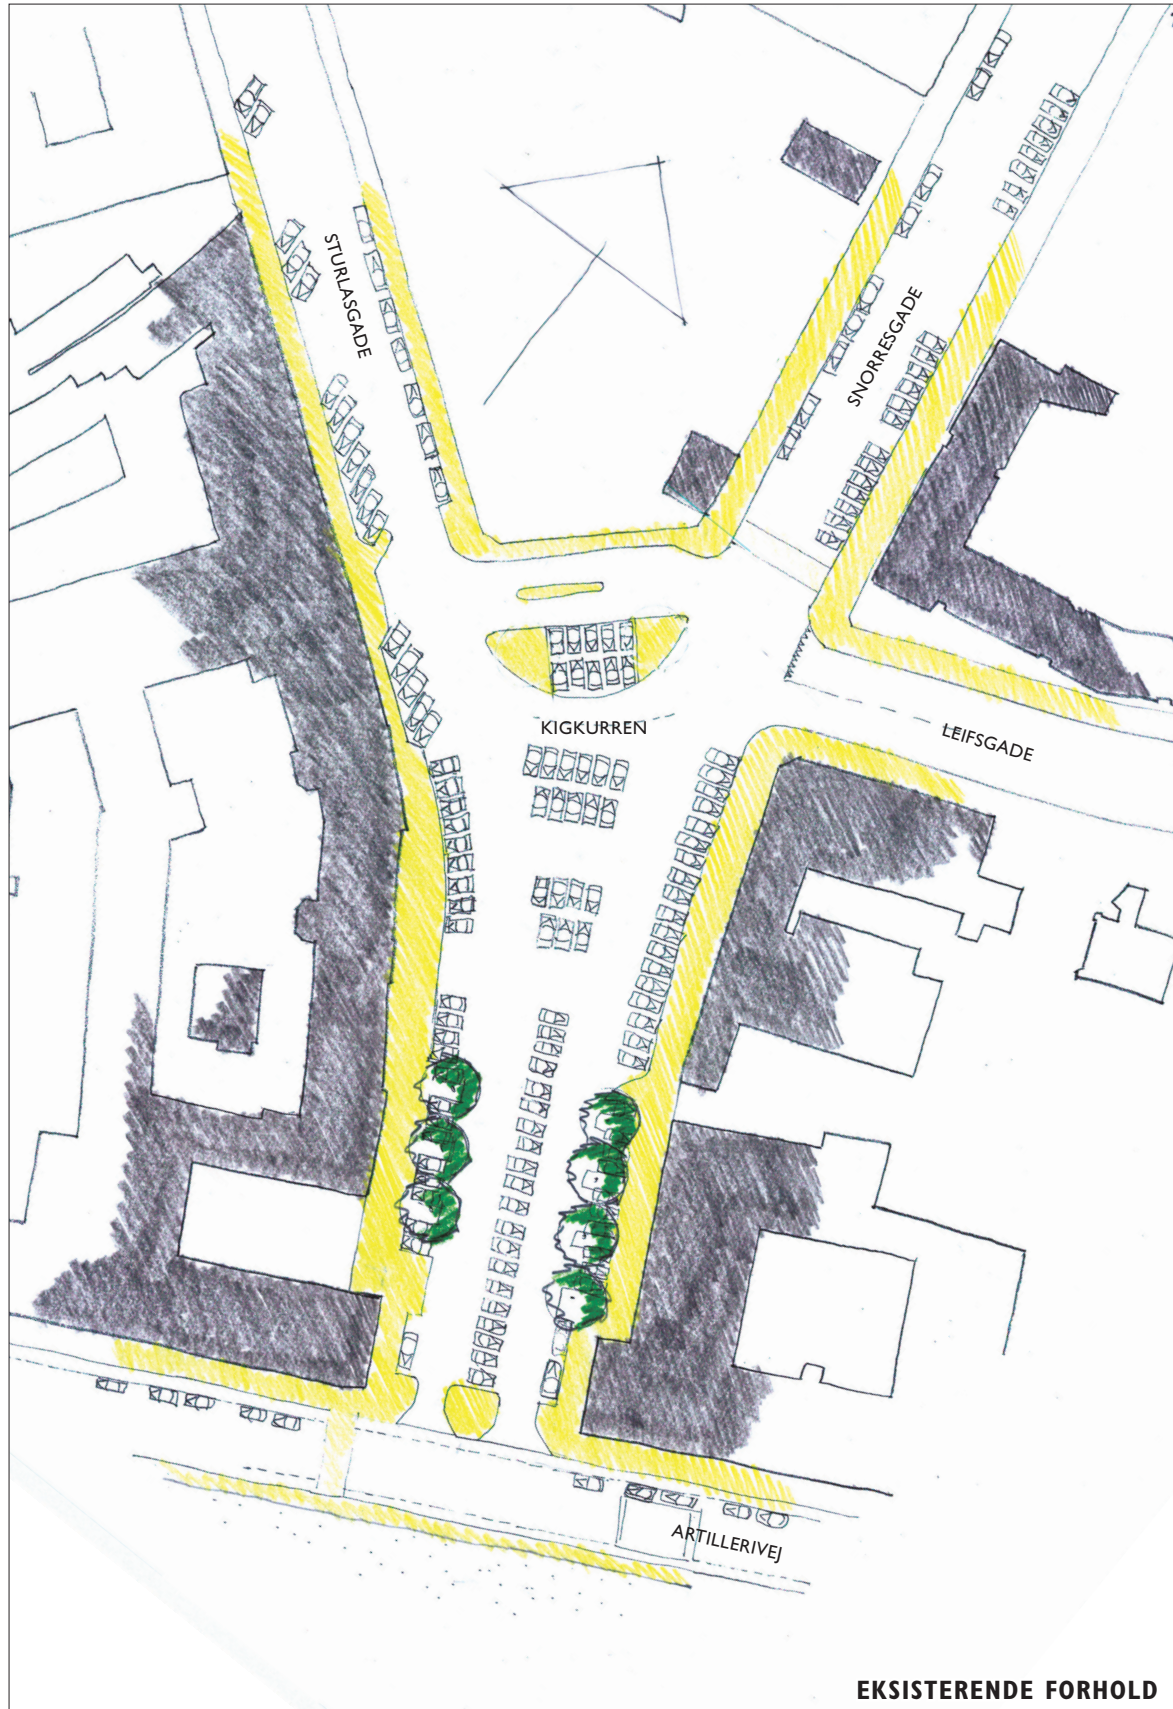 STURLASGADE
SNORRESGADE
KIGKURREN
LEIFSGADE
ARTILLERIVEJ
EKSISTERENDE FORHOLD